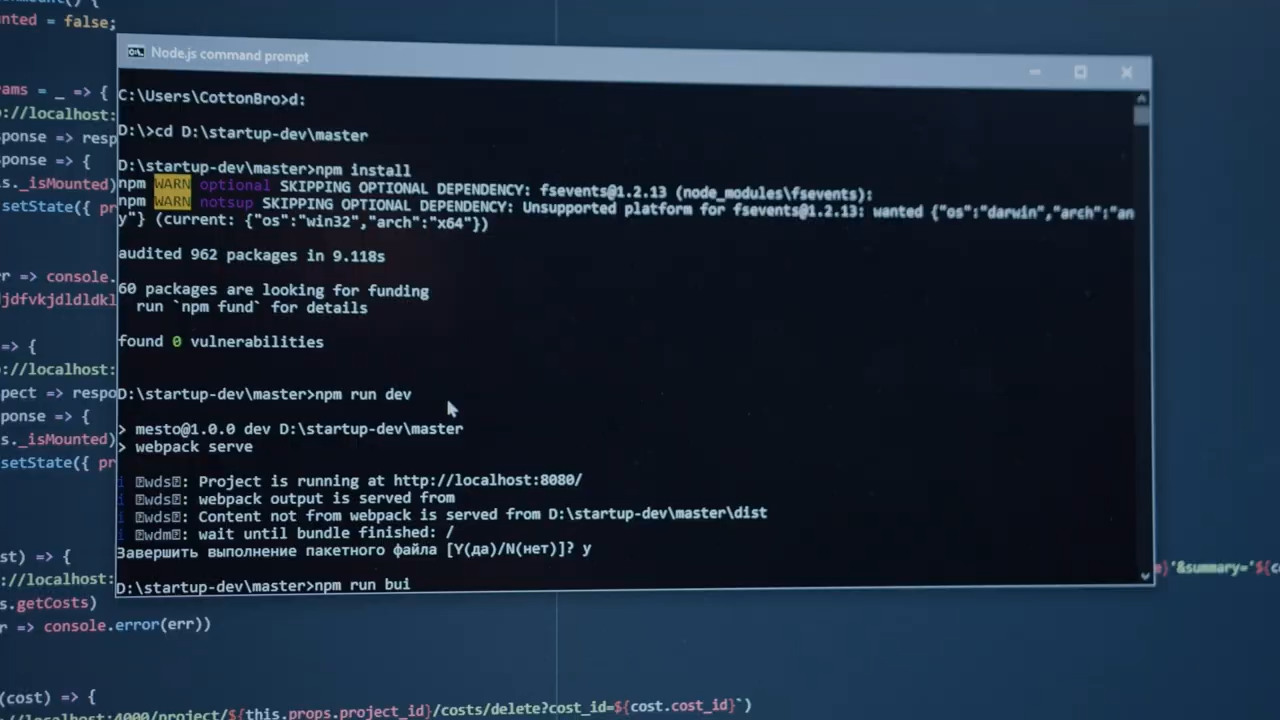 onmount() {
nted = false;
Node.js command prompt
C:\Users\CottonBro>d:
D:\>cd D:\startup-dev\master
D:\startup-dev\master>npm install
npm WARN optional SKIPPING OPTIONAL DEPENDENCY: fsevents@1.2.13 (node_modules\fsevents):
npm WARN notsup SKIPPING OPTIONAL DEPENDENCY: Unsupported platform for fsevents@1.2.13: wanted {"os":"darwin","arch":"an
y"} (current: {"os":"win32","arch":"x64"})
audited 962 packages in 9.118s
60 packages are looking for funding
run `npm fund` for details
found 0 vulnerabilities
D:\startup-dev\master>npm run dev
> mesto@1.0.0 dev D:\startup-dev\master
> webpack serve
i ⍰wds⍰: Project is running at http://localhost:8080/
i ⍰wds⍰: webpack output is served from
i ⍰wds⍰: Content not from webpack is served from D:\startup-dev\master\dist
i ⍰wdm⍰: wait until bundle finished: /
Завершить выполнение пакетного файла [Y(да)/N(нет)]? y
D:\startup-dev\master>npm run bui
ams = _ => {
://localhost:
ponse => resp
ponse => {
s._isMounted)
setState({ pr
r => console.
jdfvkjdldldkl
=> {
://localhost:
pect => respo
ponse => {
s._isMounted)
setState({ pr
st) => {
://localhost:
s.getCosts)
r => console.error(err))
)'&summary='${c
(cost) => {
://localhost:4000/project/${this.props.project_id}/costs/delete?cost_id=${cost.cost_id}`)